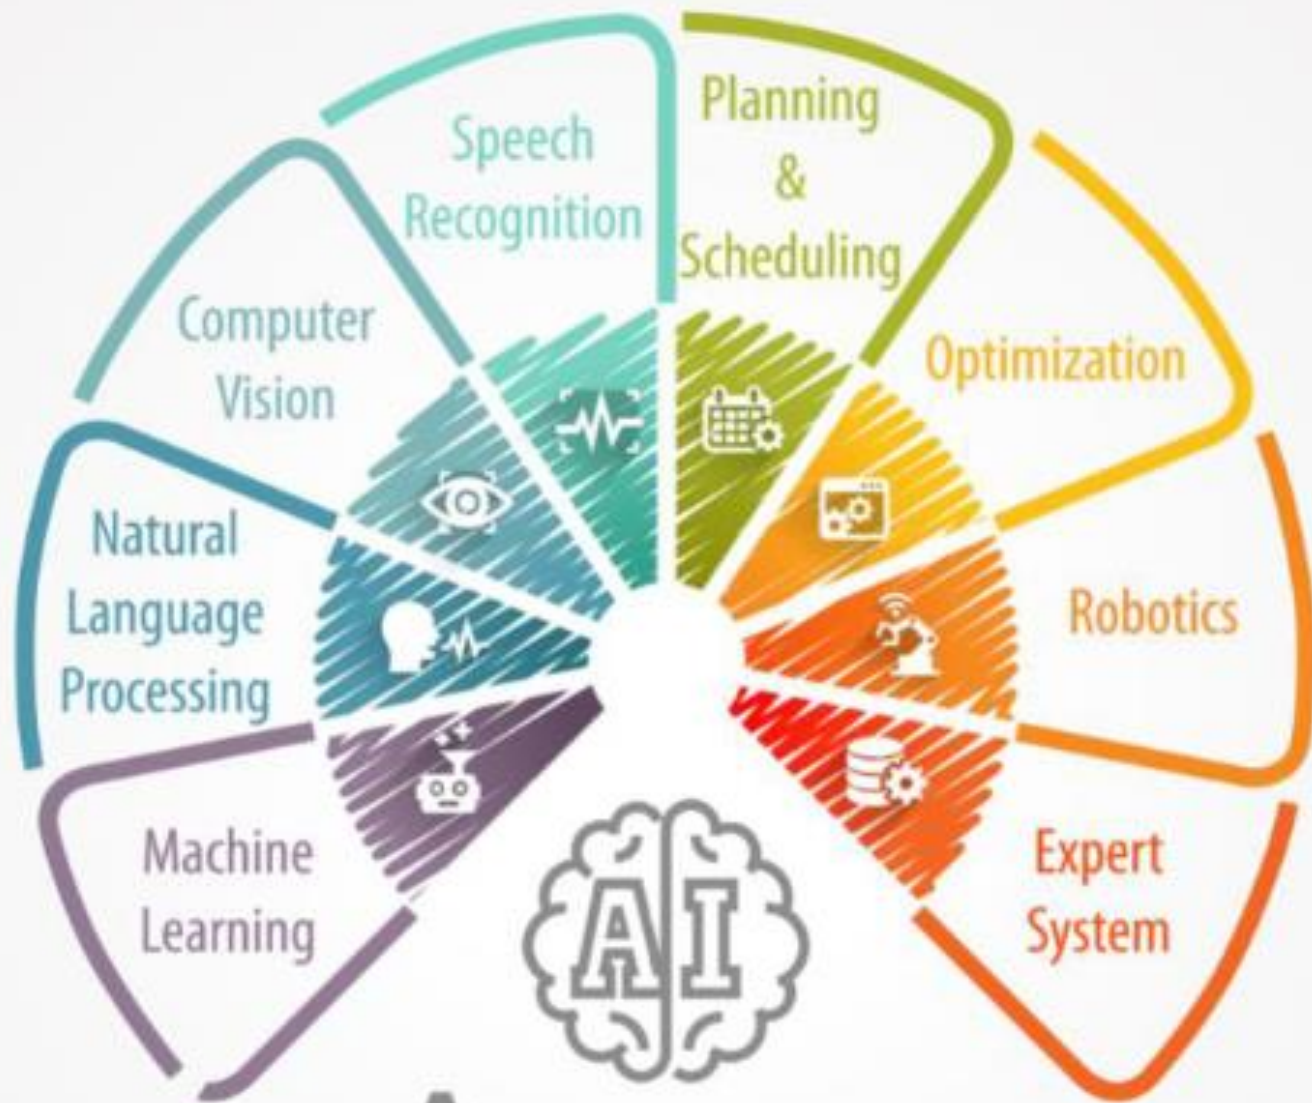 Speech
Recognition
Planning
&
Scheduling
Computer
Vision
Optimization
Natural
Language
Processing
Robotics
Machine
Learning
Expert
System
AI